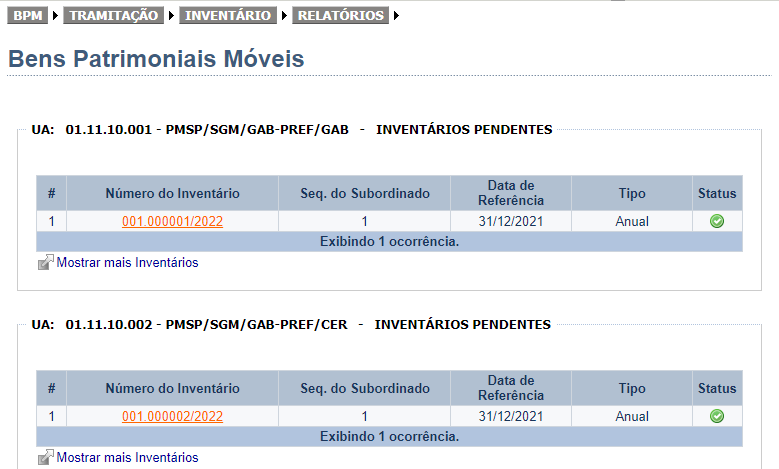 BPM TRAMITAÇÃO INVENTÁRIO RELATÓRIOS
Bens Patrimoniais Móveis
UA: 01.11.10.001 - PMSP/SGM/GAB-PREF/GAB - INVENTÁRIOS PENDENTES
# Número do Inventário Seq. do Subordinado Data de Referência Tipo Status
1 001.000001/2022 1 31/12/2021 Anual
Exibindo 1 ocorrência.
Mostrar mais Inventários
UA: 01.11.10.002 - PMSP/SGM/GAB-PREF/CER - INVENTÁRIOS PENDENTES
# Número do Inventário Seq. do Subordinado Data de Referência Tipo Status
1 001.000002/2022 1 31/12/2021 Anual
Exibindo 1 ocorrência.
Mostrar mais Inventários